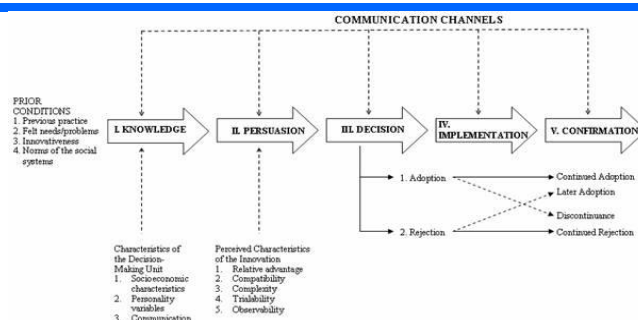 COMMUNICATION CHANNELS
PRIOR
CONDITIONS
1. Previous practice
2. Felt needs/problems
3. Innovativeness
4. Norms of the social
systems
I. KNOWLEDGE
II. PERSUASION
III. DECISION
IV.
IMPLEMENTATION
V. CONFIRMATION
1. Adoption
2. Rejection
Continued Adoption
Later Adoption
Discontinuance
Continued Rejection
Characteristics of
the Decision-
Making Unit
1. Socioeconomic
characteristics
2. Personality
variables
3. Communication
Perceived Characteristics
of the Innovation
1. Relative advantage
2. Compatibility
3. Complexity
4. Trialability
5. Observability